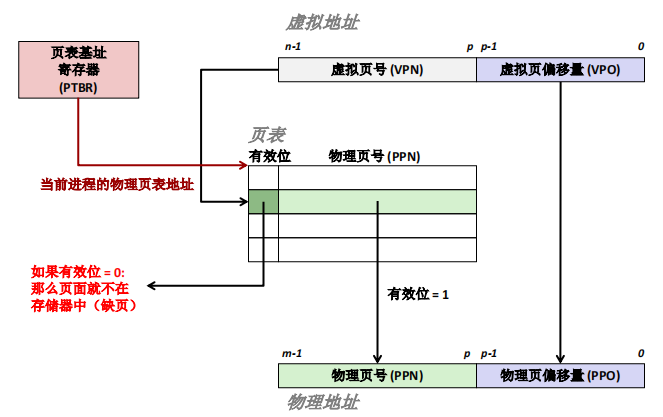 虚拟地址
页表基址
寄存器
(PTBR)
n-1 p p-1 0
虚拟页号 (VPN) 虚拟页偏移量 (VPO)
页表
有效位 物理页号 (PPN)
当前进程的物理页表地址
如果有效位 = 0:
那么页面就不在
存储器中（缺页）
有效位 = 1
m-1 p p-1 0
物理页号 (PPN) 物理页偏移量 (PPO)
物理地址